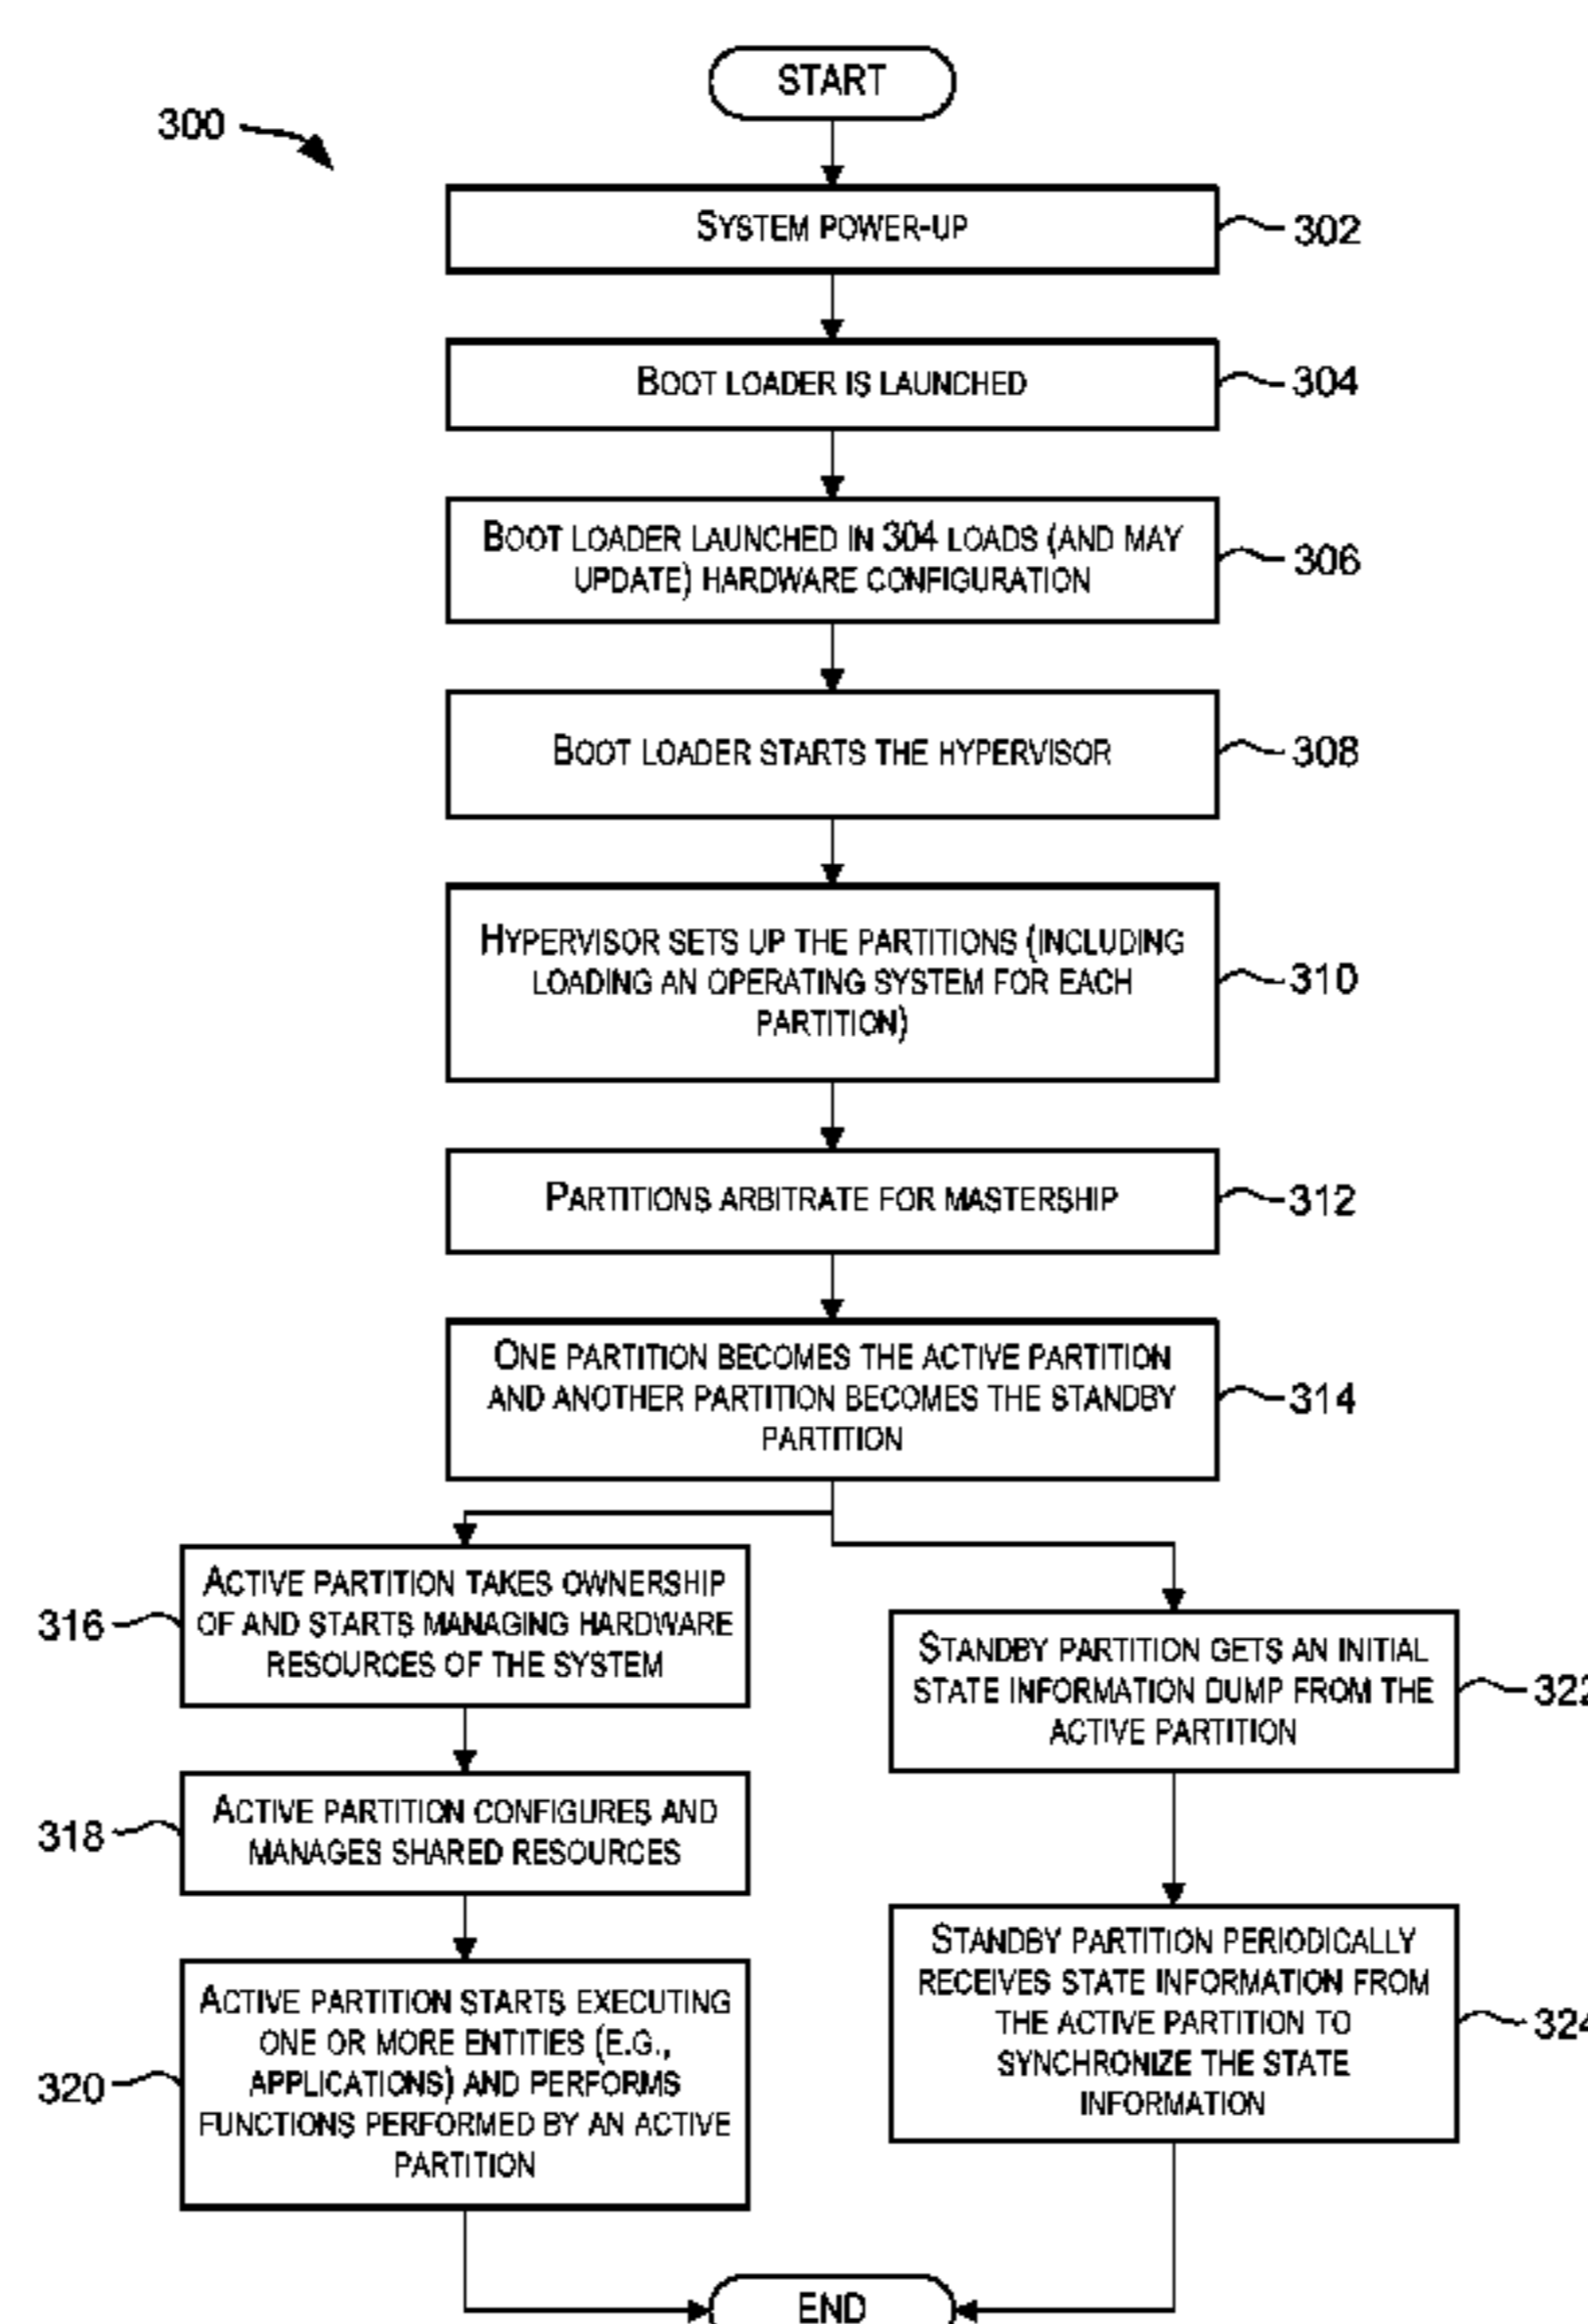 START
300
SYSTEM POWER-UP
302
BOOT LOADER IS LAUNCHED
304
BOOT LOADER LAUNCHED IN 304 LOADS (AND MAY
UPDATE) HARDWARE CONFIGURATION
306
BOOT LOADER STARTS THE HYPERVISOR
308
HYPERVISOR SETS UP THE PARTITIONS (INCLUDING
LOADING AN OPERATING SYSTEM FOR EACH
PARTITION)
310
PARTITIONS ARBITRATE FOR MASTERSHIP
312
ONE PARTITION BECOMES THE ACTIVE PARTITION
AND ANOTHER PARTITION BECOMES THE STANDBY
PARTITION
314
316
ACTIVE PARTITION TAKES OWNERSHIP
OF AND STARTS MANAGING HARDWARE
RESOURCES OF THE SYSTEM
318
ACTIVE PARTITION CONFIGURES AND
MANAGES SHARED RESOURCES
320
ACTIVE PARTITION STARTS EXECUTING
ONE OR MORE ENTITIES (E.G.,
APPLICATIONS) AND PERFORMS
FUNCTIONS PERFORMED BY AN ACTIVE
PARTITION
STANDBY PARTITION GETS AN INITIAL
STATE INFORMATION DUMP FROM THE
ACTIVE PARTITION
322
STANDBY PARTITION PERIODICALLY
RECEIVES STATE INFORMATION FROM
THE ACTIVE PARTITION TO
SYNCHRONIZE THE STATE
INFORMATION
324
END